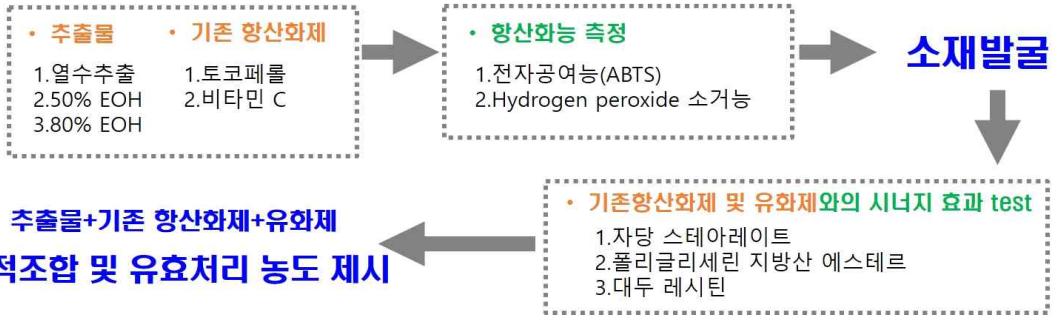 • 추출물
1.열수추출
2.50% EOH
3.80% EOH
• 기존 항산화제
1.토코페롤
2.비타민 C
• 항산화능 측정
1.전자공여능(ABTS)
2.Hydrogen peroxide 소거능
소재발굴
• 기존항산화제 및 유화제와의 시너지 효과 test
1.자당 스테아레이트
2.폴리글리세린 지방산 에스테르
3.대두 레시틴
추출물+기존 항산화제+유화제
적조합 및 유효처리 농도 제시